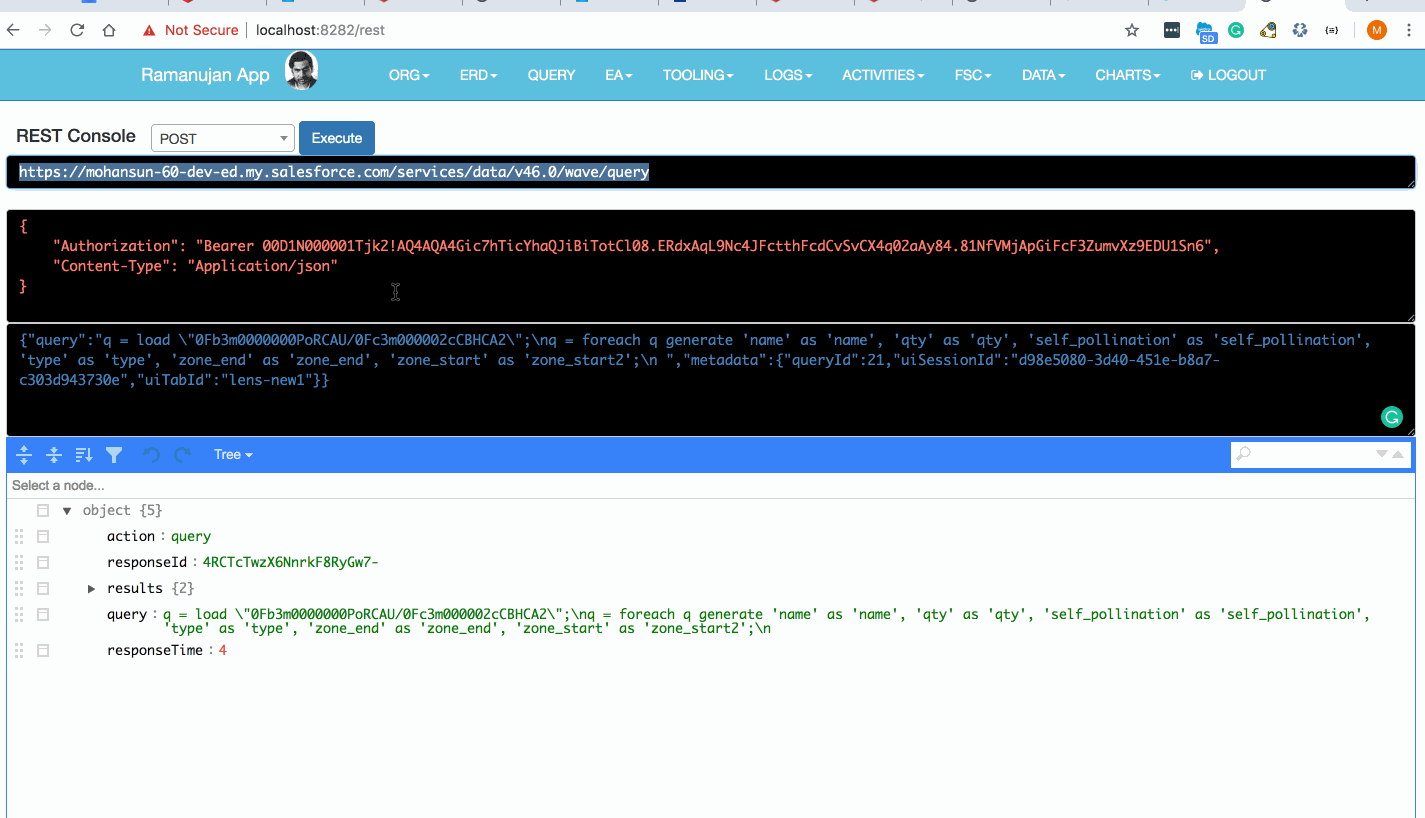 Not Secure localhost:8282/rest
SD
M
Ramanujan App ORG ERD QUERY EA TOOLING LOGS ACTIVITIES FSC DATA CHARTS LOGOUT
REST Console POST Execute
https://mohansun-60-dev-ed.my.salesforce.com/services/data/v46.0/wave/query
{
"Authorization": "Bearer 00D1N000001Tjk2!AQ4AQA4Gic7hTicYhaQJiBiTotCl08.ERdxAqL9Nc4JFctthFcdCvSvCX4q02aAy84.81NfVMjApGiFcF3ZumvXz9EDU1Sn6",
"Content-Type": "Application/json"
}
{"query":"q = load \"0Fb3m0000000PoRCAU/0Fc3m000002cCBHCA2\";\nq = foreach q generate 'name' as 'name', 'qty' as 'qty', 'self_pollination' as 'self_pollination',
'type' as 'type', 'zone_end' as 'zone_end', 'zone_start' as 'zone_start2';\n ","metadata":{"queryId":21,"uiSessionId":"d98e5080-3d40-451e-b8a7-
c303d943730e","uiTabId":"lens-new1"}}
Tree
Select a node...
object {5}
action : query
responseId : 4RCTcTwzX6NnrkF8RyGw7-
results {2}
query : q = load \"0Fb3m0000000PoRCAU/0Fc3m000002cCBHCA2\";\nq = foreach q generate 'name' as 'name', 'qty' as 'qty', 'self_pollination' as 'self_pollination',
'type' as 'type', 'zone_end' as 'zone_end', 'zone_start' as 'zone_start2';\n
responseTime : 4